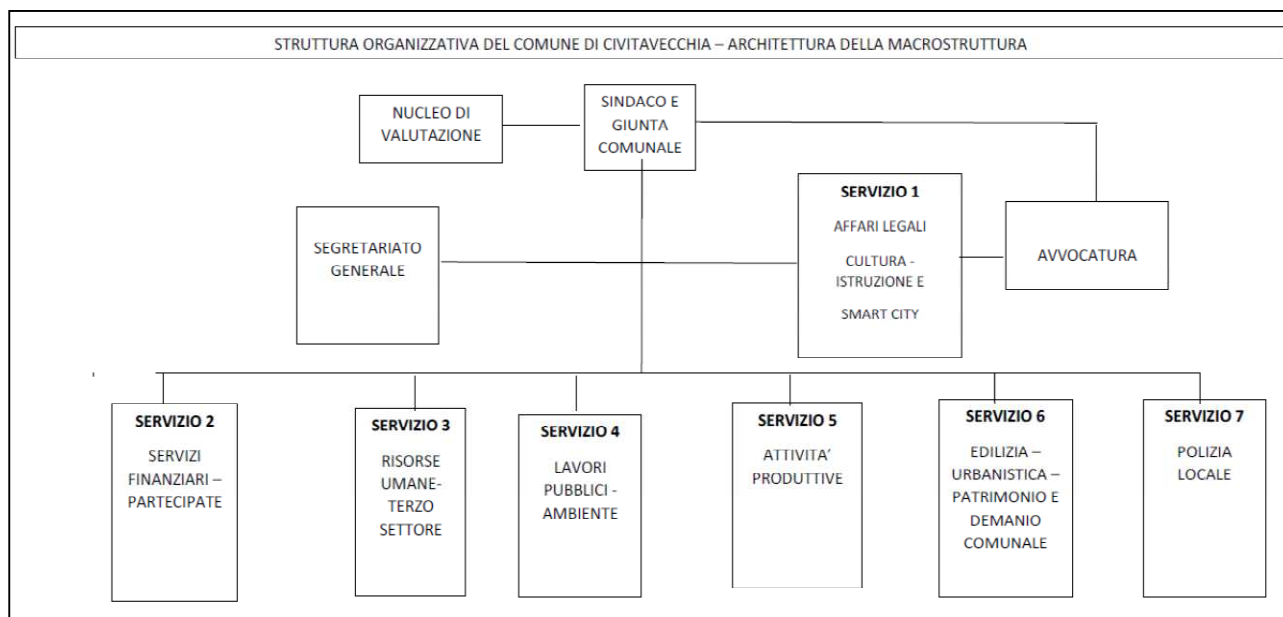 STRUTTURA ORGANIZZATIVA DEL COMUNE DI CIVITAVECCHIA – ARCHITETTURA DELLA MACROSTRUTTURA
NUCLEO DI
VALUTAZIONE
SINDACO E
GIUNTA
COMUNALE
SEGRETARIATO
GENERALE
SERVIZIO 1
AFFARI LEGALI
CULTURA -
ISTRUZIONE E
SMART CITY
AVVOCATURA
SERVIZIO 2
SERVIZI
FINANZIARI –
PARTECIPATE
SERVIZIO 3
RISORSE
UMANE-
TERZO
SETTORE
SERVIZIO 4
LAVORI
PUBBLICI -
AMBIENTE
SERVIZIO 5
ATTIVITA’
PRODUTTIVE
SERVIZIO 6
EDILIZIA –
URBANISTICA –
PATRIMONIO E
DEMANIO
COMUNALE
SERVIZIO 7
POLIZIA
LOCALE